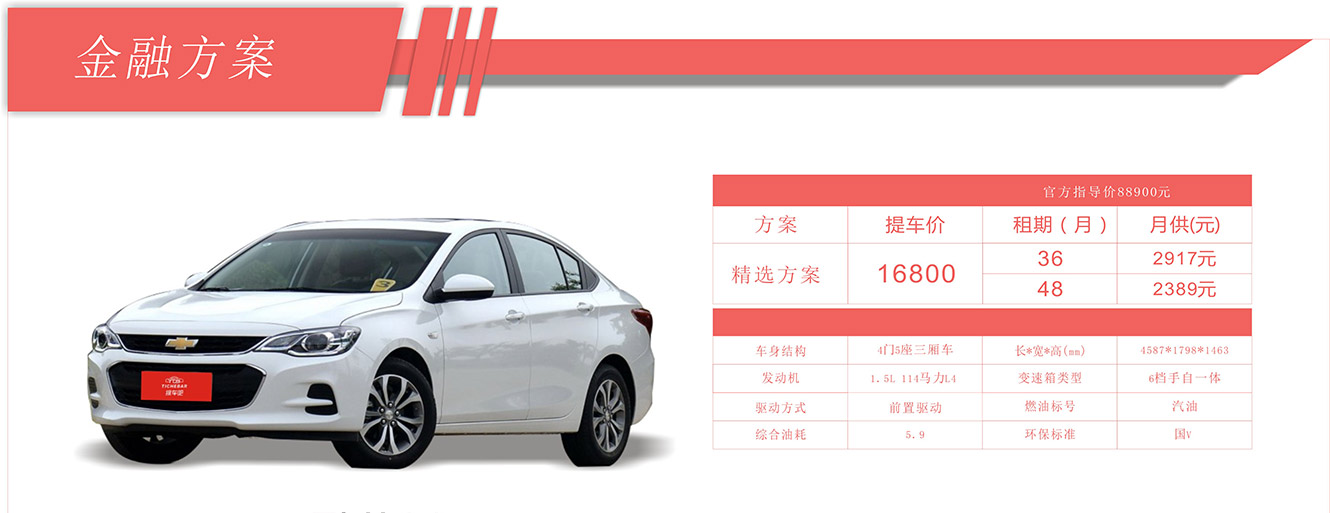 金融方案
官方指导价88900元
方案 提车价 租期(月) 月供(元)
精选方案 16800 36 2917元
48 2389元
车身结构 4门5座三厢车 长*宽*高(mm) 4587*1798*1463
发动机 1.5L 114马力L4 变速箱类型 6档手自一体
驱动方式 前置驱动 燃油标号 汽油
综合油耗 5.9 环保标准 国V
TICHEBAR
提车吧